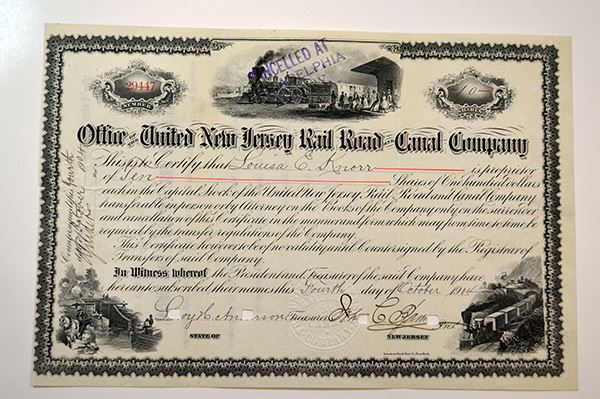 CANCELLED AT
PHILADELPHIA
29447
NUMBER
10
SHARES
Office of the United New Jersey Rail Road and Canal Company
This is to Certify, that Louisa E. Knorr is proprietor
of Ten Shares of One hundred dollars
each in the Capital Stock of the United New Jersey Rail Road and Canal Company
transferable in person or by Attorney on the Books of the Company only on the surrender
and cancellation of this Certificate in the manner and form which may from time to time be
required by the transfer regulations of the Company.
This Certificate however to be of no validity until Countersigned by the Registrar of
Transfers of said Company.
In Witness whereof the President and Treasurer of the said Company have
hereunto subscribed their names this Fourth day of October 1914
Treasurer
STATE OF NEW JERSEY